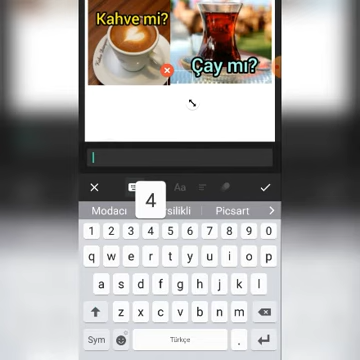 Kahve mi?
Çay mı?
Aa
4
Modacı silikli Picsart
1 2 3 4 5 6 7 8 9 0
q w e r t y u i o p
a s d f g h j k l
z x c v b n m
Sym Türkçe .